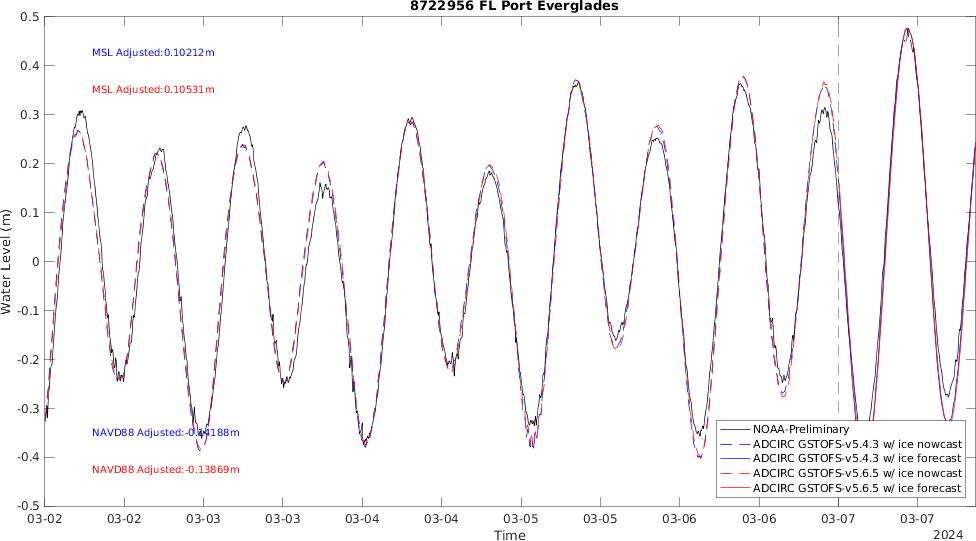 8722956 FL Port Everglades
MSL Adjusted:0.10212m
MSL Adjusted:0.10531m
NAVD88 Adjusted:-0.14188m
NAVD88 Adjusted:-0.13869m
Water Level (m)
0.5
0.4
0.3
0.2
0.1
0
-0.1
-0.2
-0.3
-0.4
-0.5
NOAA-Preliminary
ADCIRC GSTOFS-v5.4.3 w/ ice nowcast
ADCIRC GSTOFS-v5.4.3 w/ ice forecast
ADCIRC GSTOFS-v5.6.5 w/ ice nowcast
ADCIRC GSTOFS-v5.6.5 w/ ice forecast
03-02 03-02 03-03 03-03 03-04 03-04 03-05 03-05 03-06 03-06 03-07 03-07
Time
2024